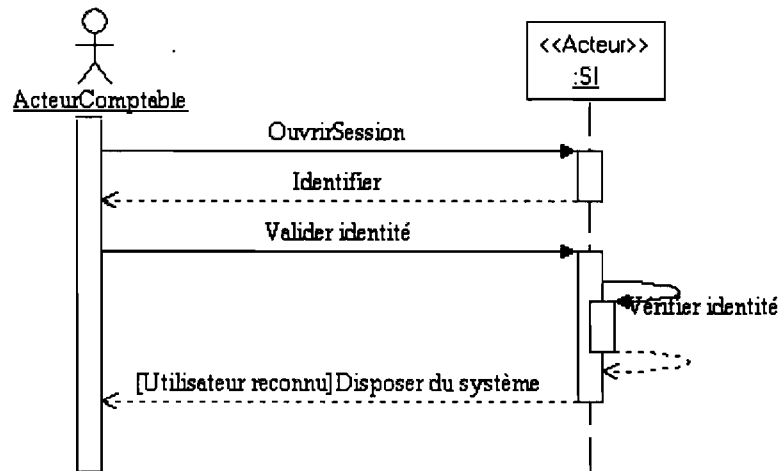 <<Acteur>>
:SI
ActeurComptable
OuvrirSession
Identifier
Valider identité
Vérifier identité
[Utilisateur reconnu]Disposer du système